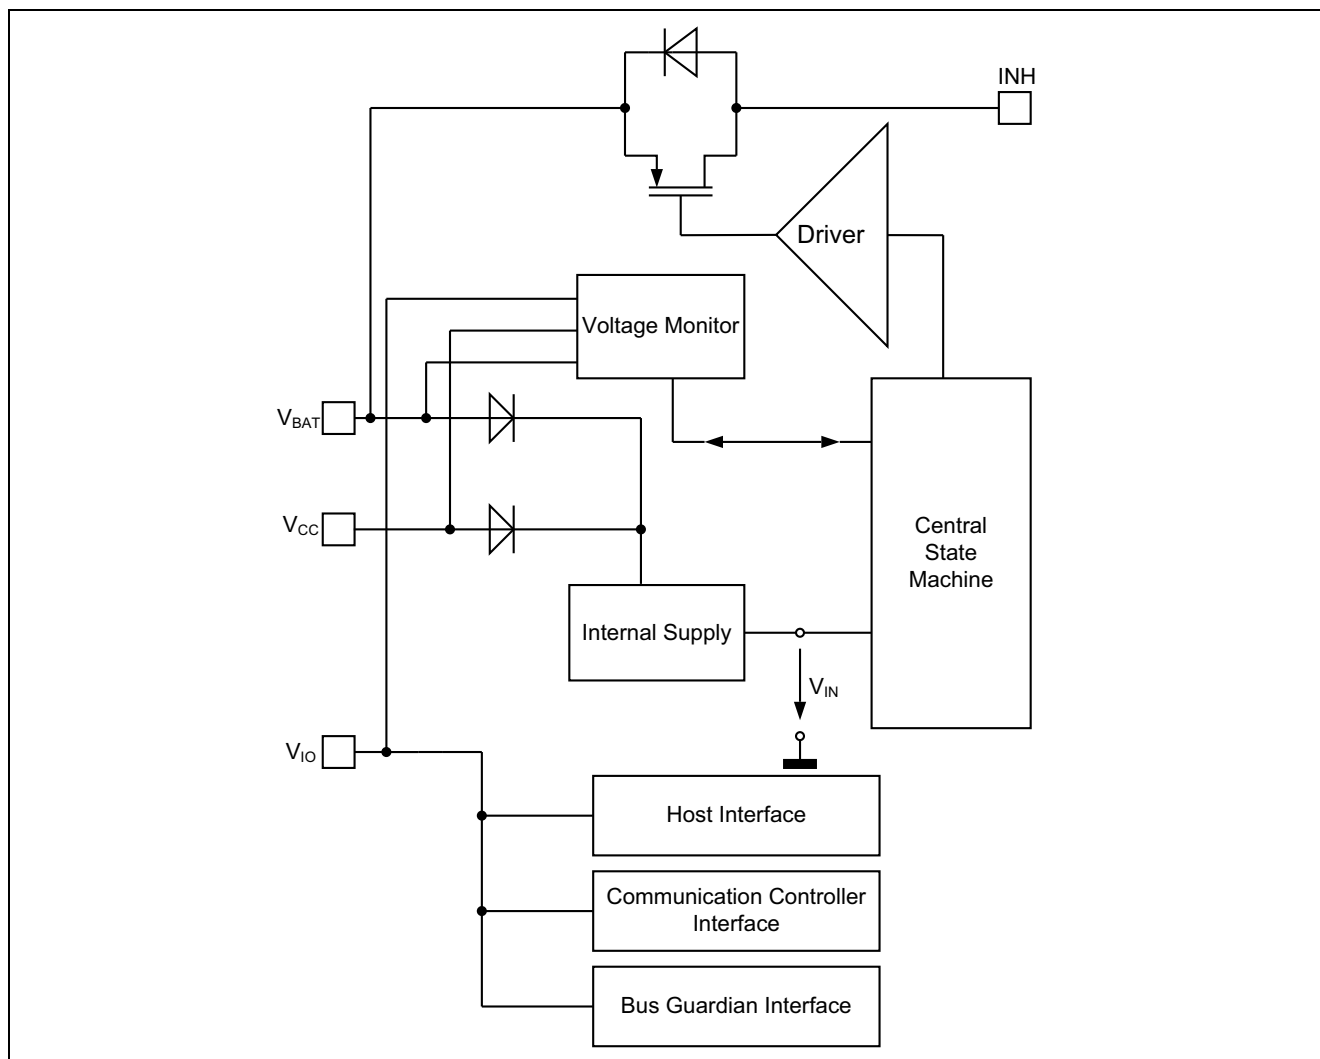 INH
Driver
Voltage Monitor
VBAT
VCC
Central
State
Machine
Internal Supply
VIN
VIO
Host Interface
Communication Controller
Interface
Bus Guardian Interface